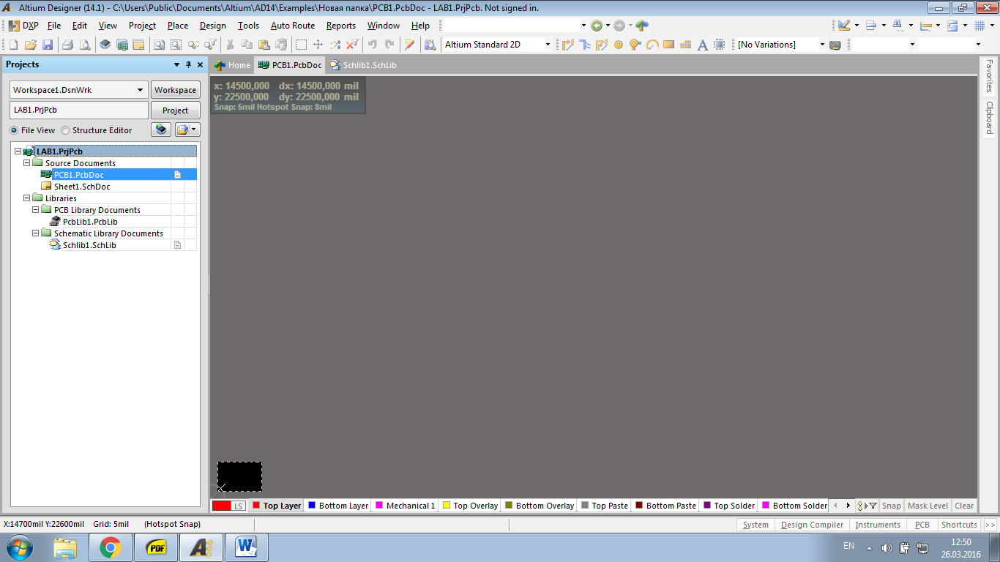 Altium Designer (14.1) - C:\Users\Public\Documents\Altium\AD14\Examples\Новая папка\PCB1.PcbDoc - LAB1.PrjPcb. Not signed in.
DXP File Edit View Project Place Design Tools Auto Route Reports Window Help
Altium Standard 2D [No Variations]
Projects
Home PCB1.PcbDoc Schlib1.SchLib
Workspace1.DsnWrk Workspace
LAB1.PrjPcb Project
File View Structure Editor
LAB1.PrjPcb
Source Documents
PCB1.PcbDoc
Sheet1.SchDoc
Libraries
PCB Library Documents
PcbLib1.PcbLib
Schematic Library Documents
Schlib1.SchLib
x: 14500,000 dx: 14500,000 mil
y: 22500,000 dy: 22500,000 mil
Snap: 5mil Hotspot Snap: 8mil
Favorites
Clipboard
LS Top Layer Bottom Layer Mechanical 1 Top Overlay Bottom Overlay Top Paste Bottom Paste Top Solder Bottom Solder Snap Mask Level Clear
X:14700mil Y:22600mil Grid: 5mil (Hotspot Snap) System Design Compiler Instruments PCB Shortcuts >>
PDF
W
EN
12:50
26.03.2016